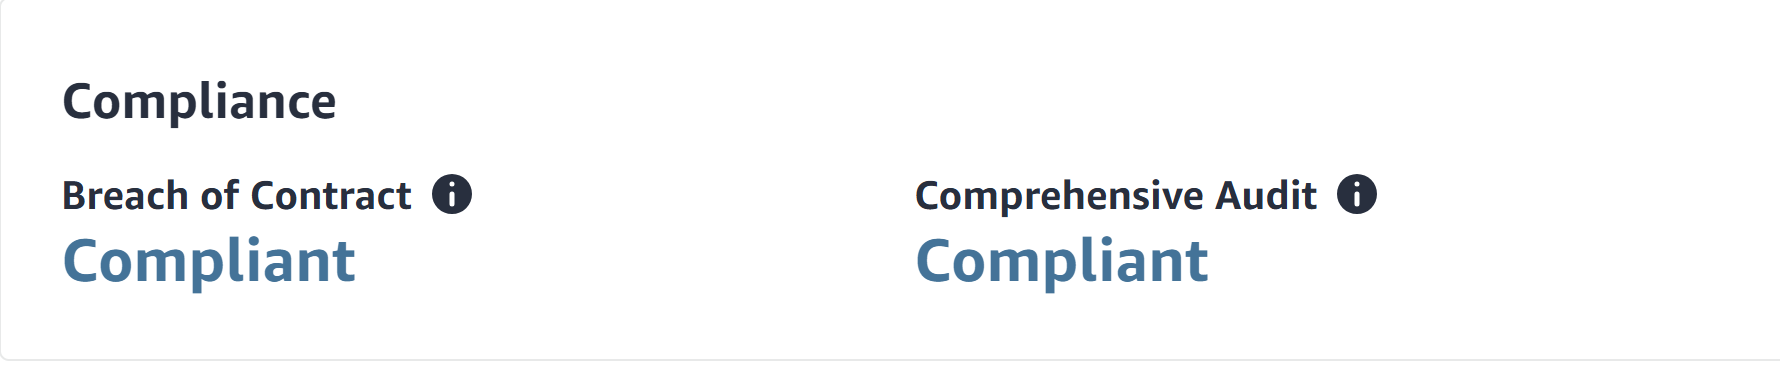 Compliance
Breach of Contract
Comprehensive Audit
Compliant
Compliant